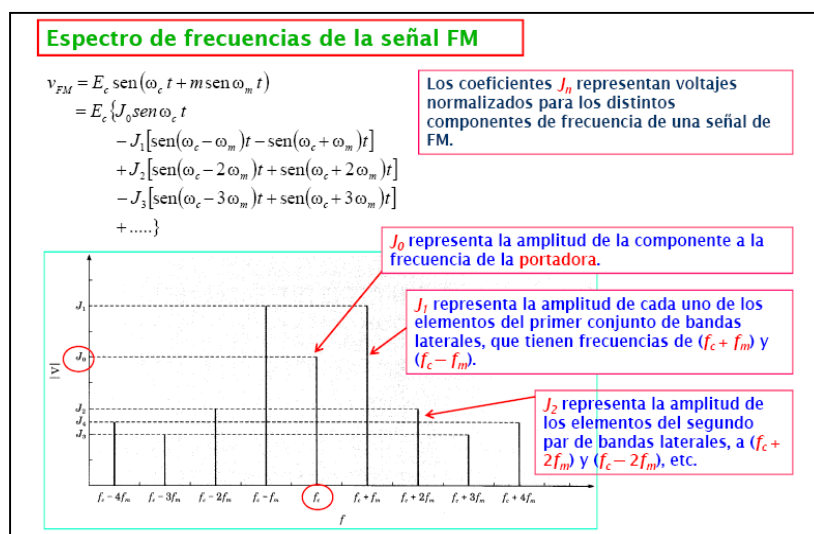 Espectro de frecuencias de la señal FM
v_FM = E_c sen(ω_c t + m sen ω_m t)
= E_c {J_0 sen ω_c t
− J_1[sen(ω_c − ω_m)t − sen(ω_c + ω_m)t]
+ J_2[sen(ω_c − 2ω_m)t + sen(ω_c + 2ω_m)t]
− J_3[sen(ω_c − 3ω_m)t + sen(ω_c + 3ω_m)t]
+ .....}
Los coeficientes J_n representan voltajes
normalizados para los distintos
componentes de frecuencia de una señal de
FM.
J_0 representa la amplitud de la componente a la
frecuencia de la portadora.
J_1 representa la amplitud de cada uno de los
elementos del primer conjunto de bandas
laterales, que tienen frecuencias de (f_c + f_m) y
(f_c − f_m).
J_2 representa la amplitud de
los elementos del segundo
par de bandas laterales, a (f_c +
2f_m) y (f_c − 2f_m), etc.
J_1
J_0
|V|
J_2
J_4
J_3
f_c − 4f_m f_c − 3f_m f_c − 2f_m f_c − f_m f_c f_c + f_m f_c + 2f_m f_c + 3f_m f_c + 4f_m
f